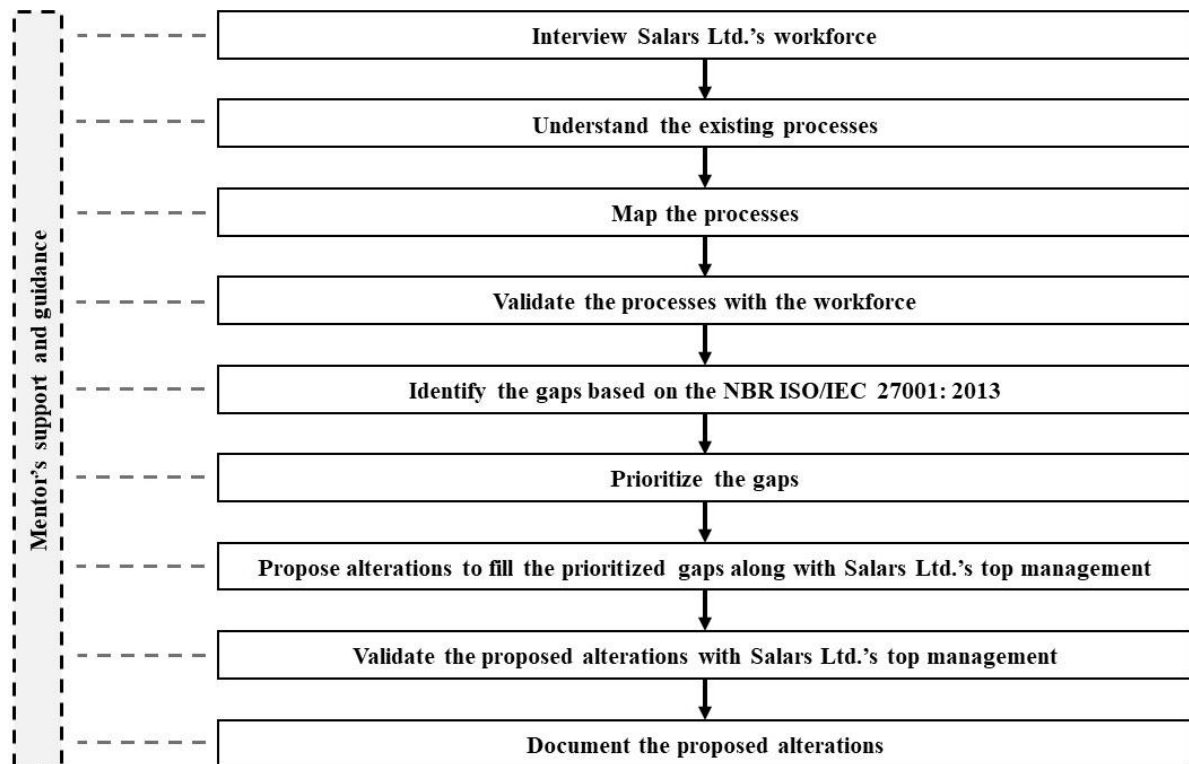 Mentor's support and guidance
Interview Salars Ltd.'s workforce
Understand the existing processes
Map the processes
Validate the processes with the workforce
Identify the gaps based on the NBR ISO/IEC 27001: 2013
Prioritize the gaps
Propose alterations to fill the prioritized gaps along with Salars Ltd.'s top management
Validate the proposed alterations with Salars Ltd.'s top management
Document the proposed alterations